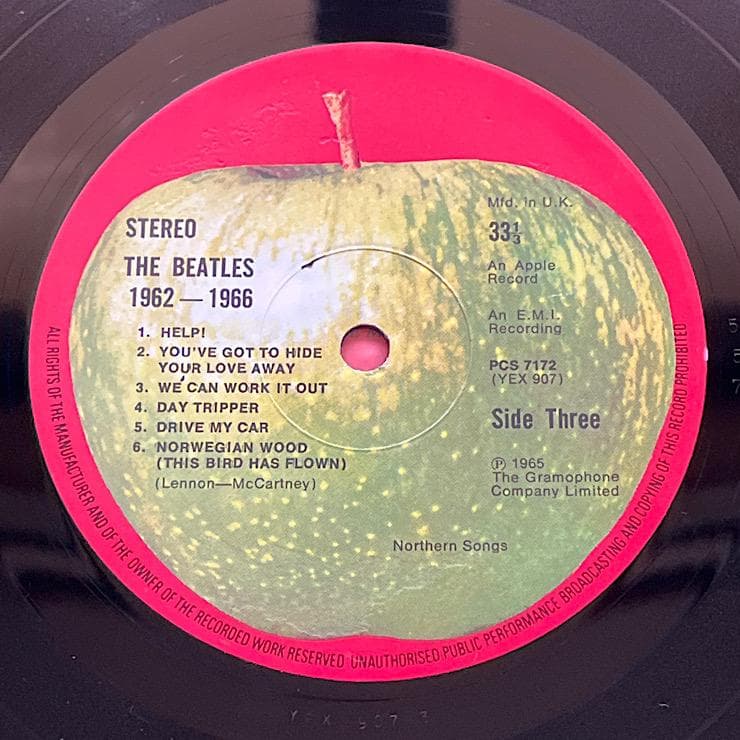 STEREO
THE BEATLES
1962—1966
1. HELP!
2. YOU'VE GOT TO HIDE
YOUR LOVE AWAY
3. WE CAN WORK IT OUT
4. DAY TRIPPER
5. DRIVE MY CAR
6. NORWEGIAN WOOD
(THIS BIRD HAS FLOWN)
(Lennon—McCartney)
Mfd. in U.K.
33⅓
An Apple
Record
An E.M.I.
Recording
PCS 7172
(YEX 907)
Side Three
Ⓟ 1965
The Gramophone
Company Limited
Northern Songs
ALL RIGHTS OF THE MANUFACTURER AND OF THE OWNER OF THE RECORDED WORK RESERVED UNAUTHORISED PUBLIC PERFORMANCE BROADCASTING AND COPYING OF THIS RECORD PROHIBITED
YEX 907 3